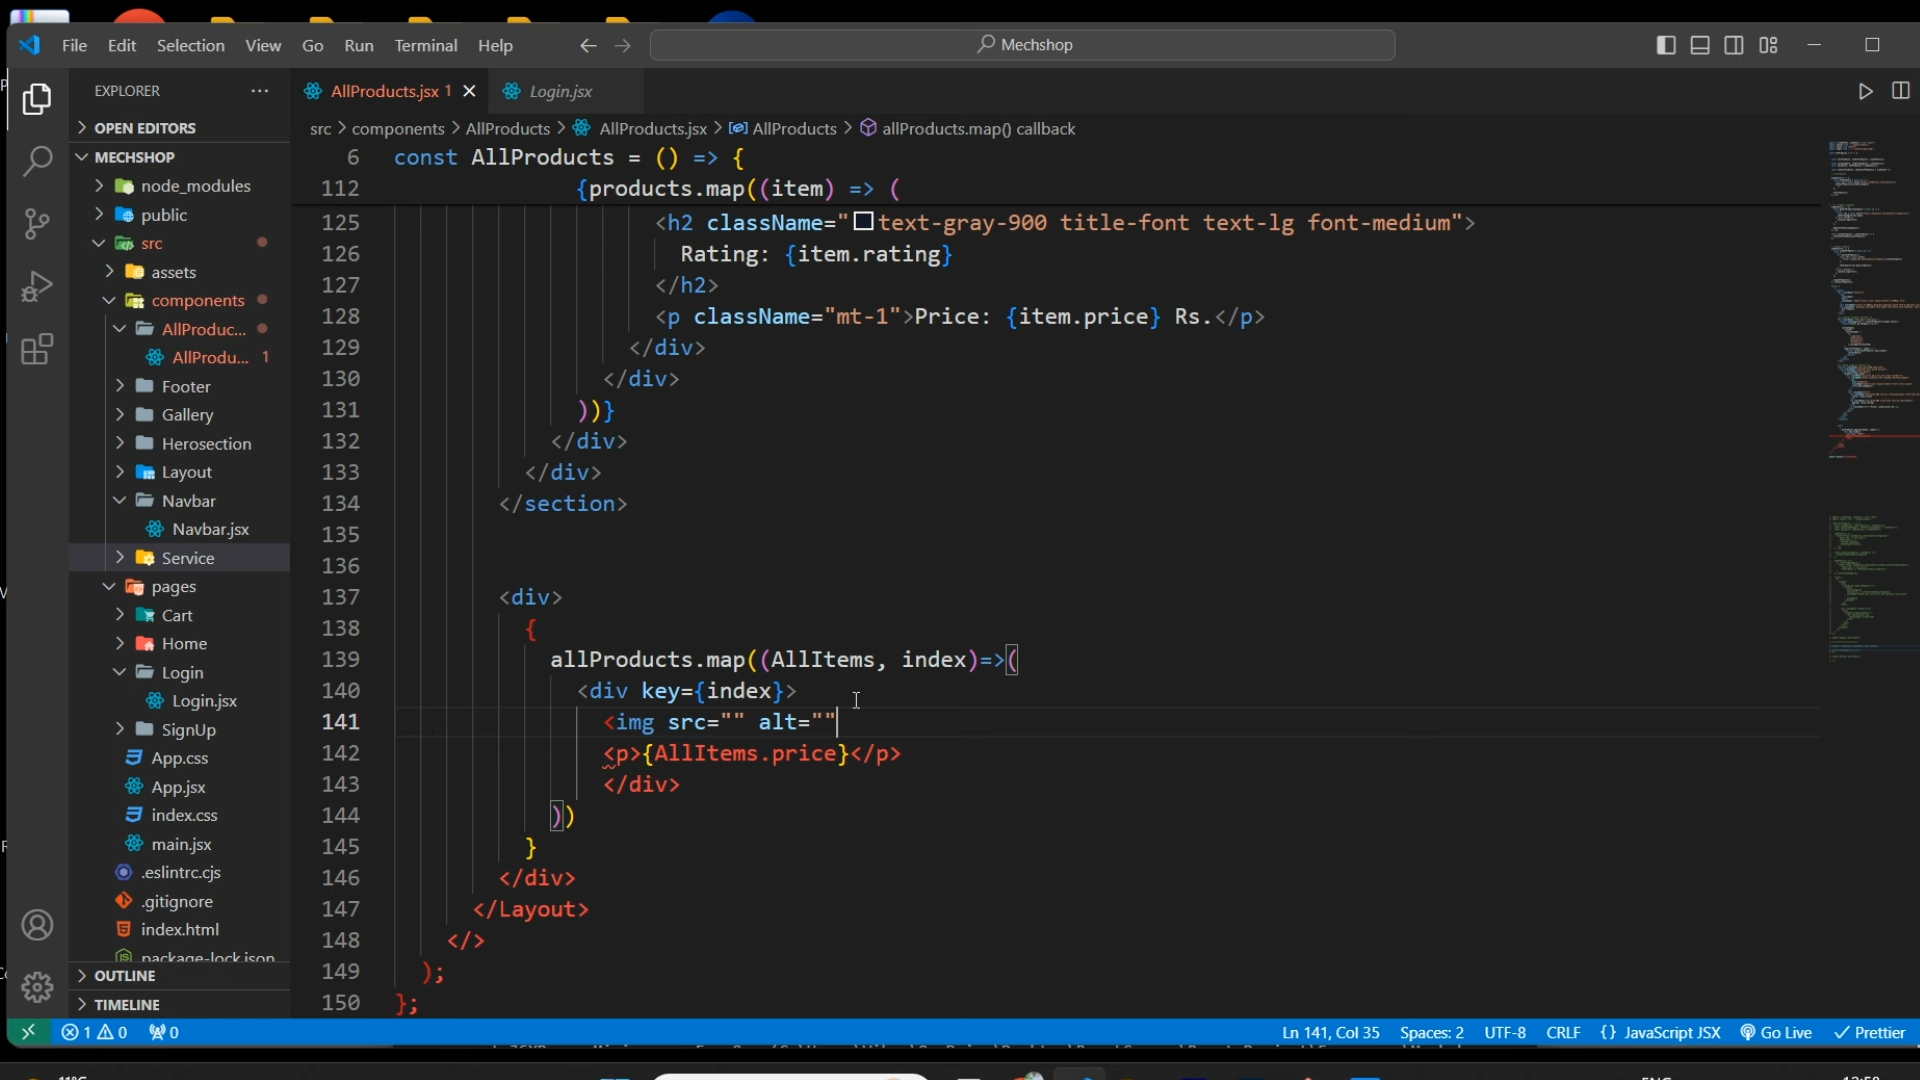 File Edit Selection View Go Run Terminal Help
Mechshop
EXPLORER
AllProducts.jsx 1
Login.jsx
OPEN EDITORS
src > components > AllProducts > AllProducts.jsx > AllProducts > allProducts.map() callback
MECHSHOP
node_modules
public
src
assets
components
AllProduc...
AllProdu... 1
Footer
Gallery
Herosection
Layout
Navbar
Navbar.jsx
Service
pages
Cart
Home
Login
Login.jsx
SignUp
App.css
App.jsx
index.css
main.jsx
.eslintrc.cjs
.gitignore
index.html
package-lock.json
OUTLINE
TIMELINE
6 const AllProducts = () => {
112 {products.map((item) => (
125 <h2 className="text-gray-900 title-font text-lg font-medium">
126 Rating: {item.rating}
127 </h2>
128 <p className="mt-1">Price: {item.price} Rs.</p>
129 </div>
130 </div>
131 ))}
132 </div>
133 </div>
134 </section>
135
136
137 <div>
138 {
139 allProducts.map((AllItems, index)=>(
140 <div key={index}>
141 <img src="" alt=""
142 <p>{AllItems.price}</p>
143 </div>
144 ))
145 }
146 </div>
147 </Layout>
148 </>
149 );
150 };
1 0 0
Ln 141, Col 35 Spaces: 2 UTF-8 CRLF {} JavaScript JSX Go Live Prettier